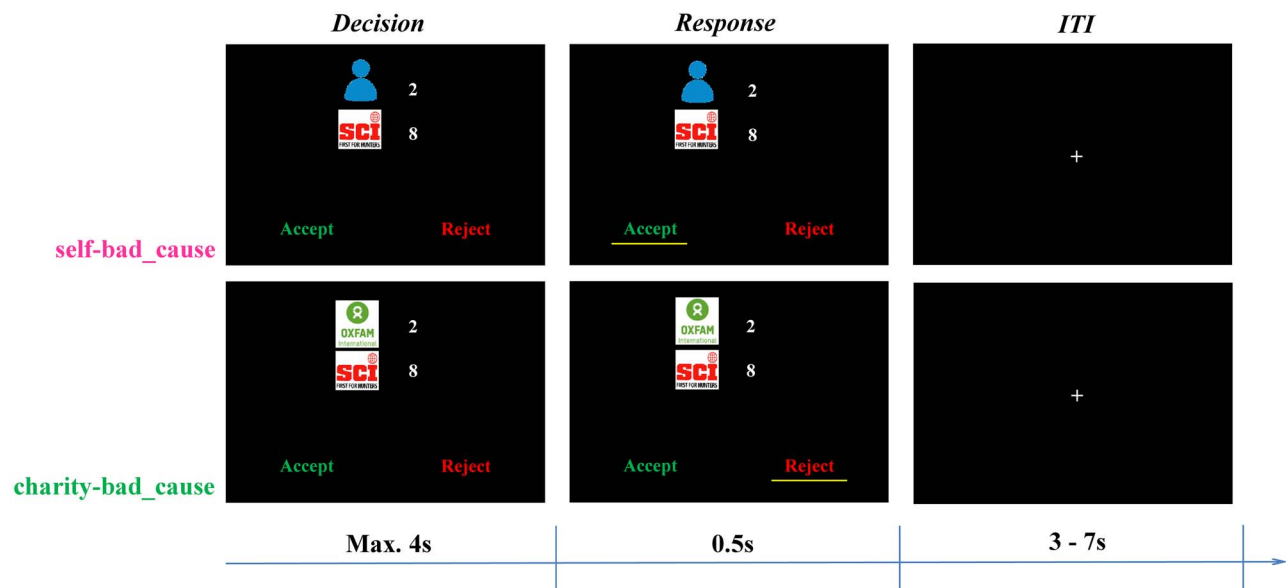 Decision Response ITI
2 2
SCI FIRST FOR HUNTERS 8 SCI FIRST FOR HUNTERS 8
+
Accept Reject Accept Reject
self-bad_cause
OXFAM International 2 OXFAM International 2
SCI FIRST FOR HUNTERS 8 SCI FIRST FOR HUNTERS 8
+
Accept Reject Accept Reject
charity-bad_cause
Max. 4s 0.5s 3 - 7s